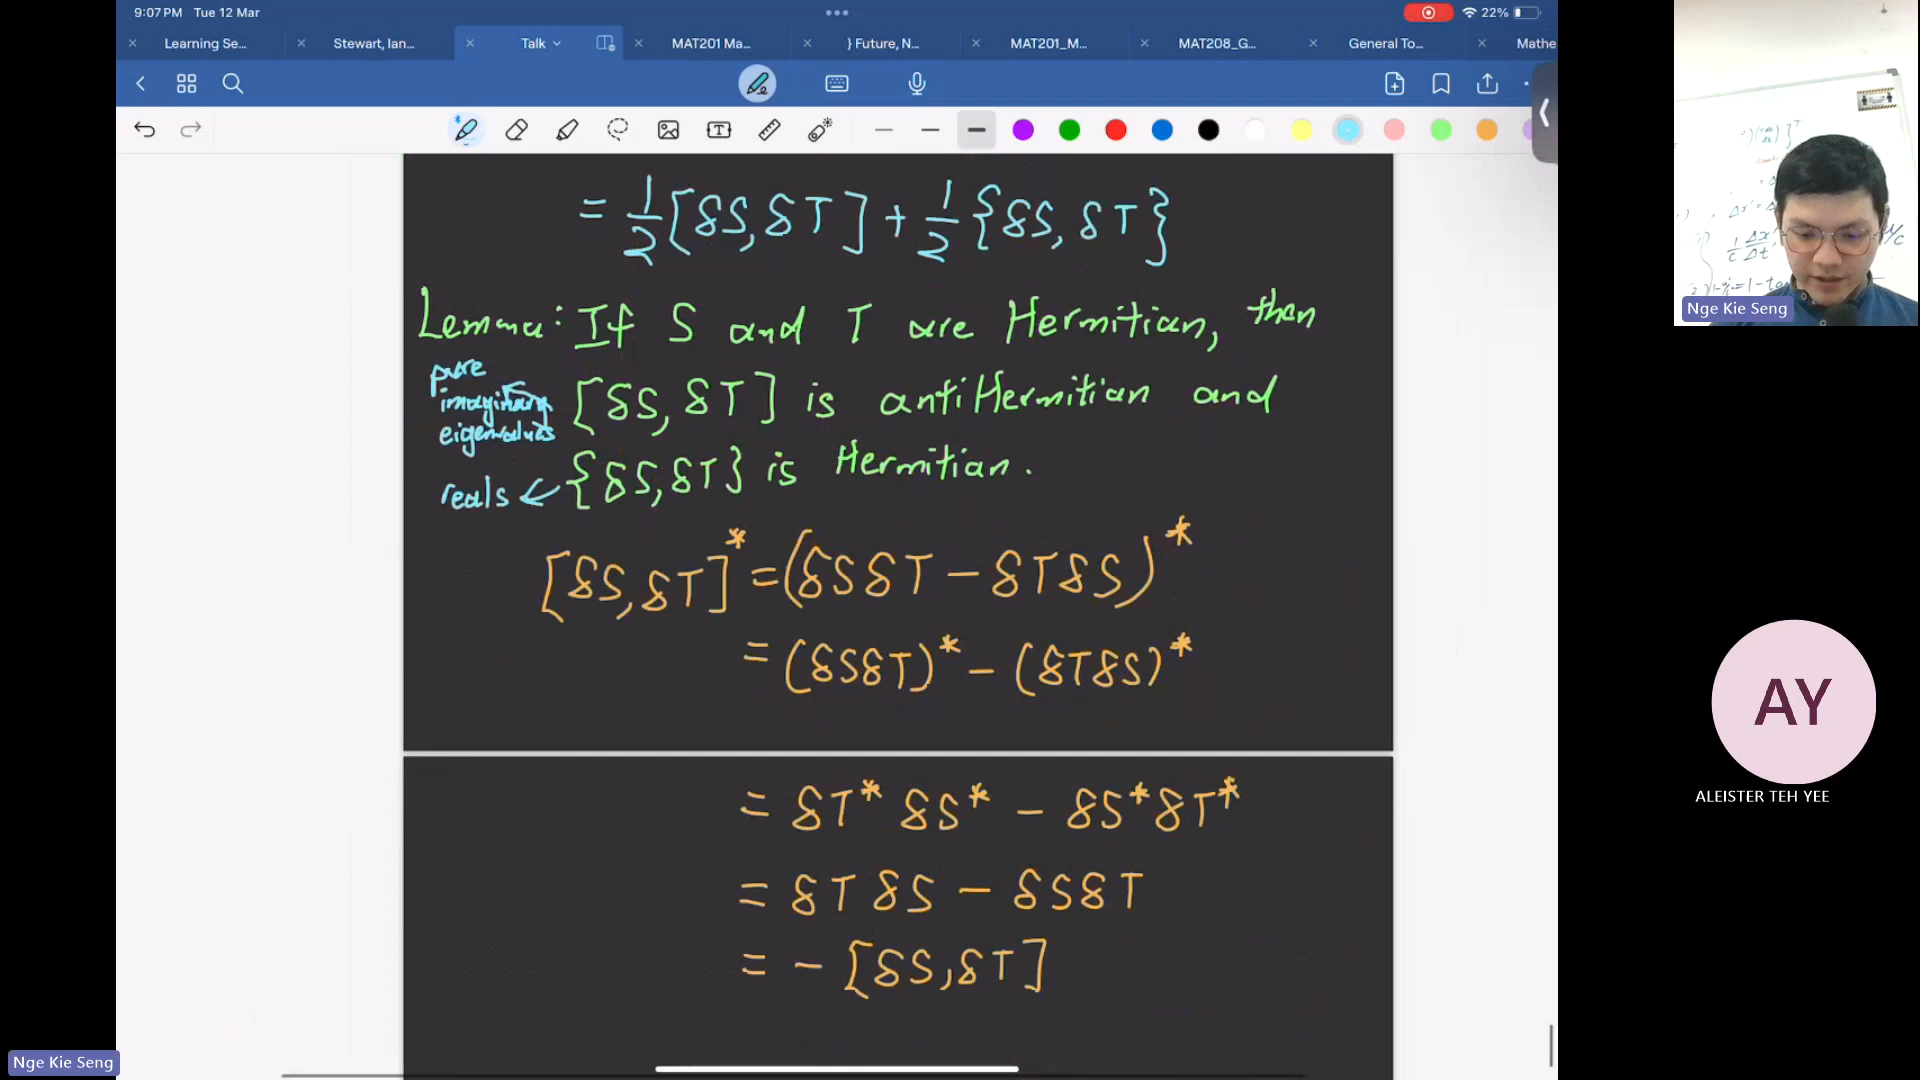 9:07 PM Tue 12 Mar
22%
Learning Se...
Stewart, Ian...
Talk
MAT201 Ma...
} Future, N...
MAT201_M...
MAT208_G...
General To...
Mathe
= 1/2 [δS, δT] + 1/2 {δS, δT}
Lemma: If S and T are Hermitian, then
pure imaginary eigenvalues
[δS, δT] is antiHermitian and
reals ← {δS, δT} is Hermitian.
[δS, δT]* = (δSδT − δTδS)*
= (δSδT)* − (δTδS)*
= δT* δS* − δS* δT*
= δT δS − δSδT
= − [δS, δT]
Nge Kie Seng
AY
ALEISTER TEH YEE
Nge Kie Seng